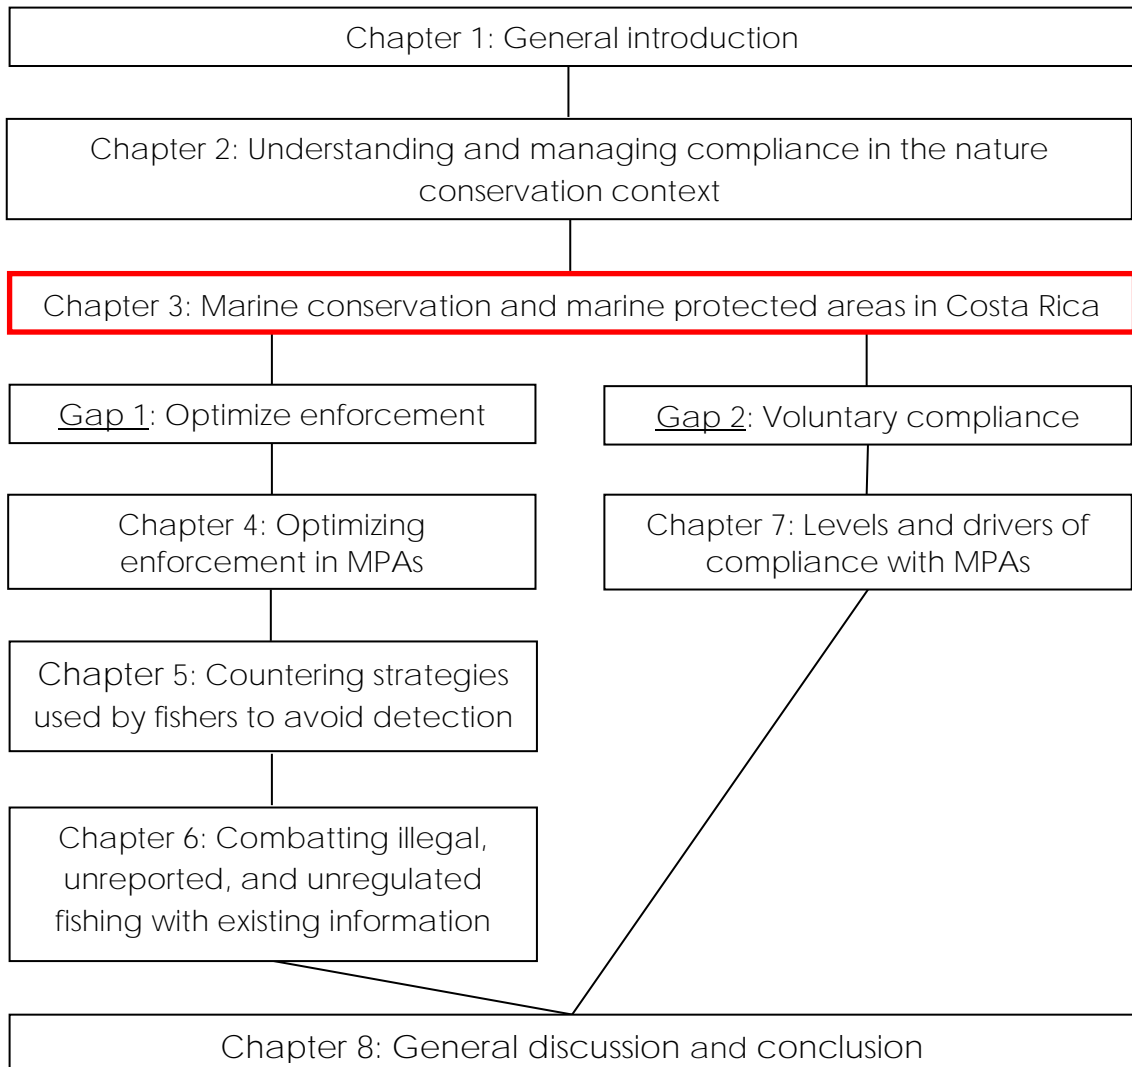 Chapter 1: General introduction
Chapter 2: Understanding and managing compliance in the nature
conservation context
Chapter 3: Marine conservation and marine protected areas in Costa Rica
Gap 1: Optimize enforcement
Gap 2: Voluntary compliance
Chapter 4: Optimizing
enforcement in MPAs
Chapter 7: Levels and drivers of
compliance with MPAs
Chapter 5: Countering strategies
used by fishers to avoid detection
Chapter 6: Combatting illegal,
unreported, and unregulated
fishing with existing information
Chapter 8: General discussion and conclusion